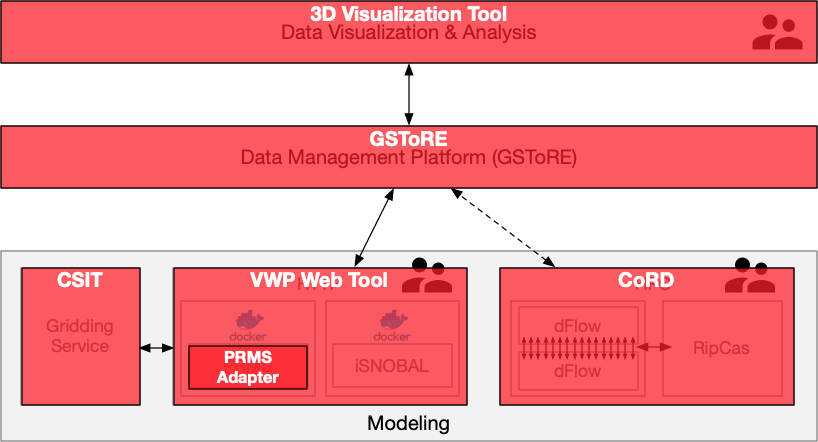 3D Visualization Tool
Data Visualization & Analysis
GSToRE
Data Management Platform (GSToRE)
CSIT
Gridding
Service
VWP Web Tool
docker
PRMS
Adapter
docker
iSNOBAL
CoRD
dFlow
dFlow
RipCas
Modeling